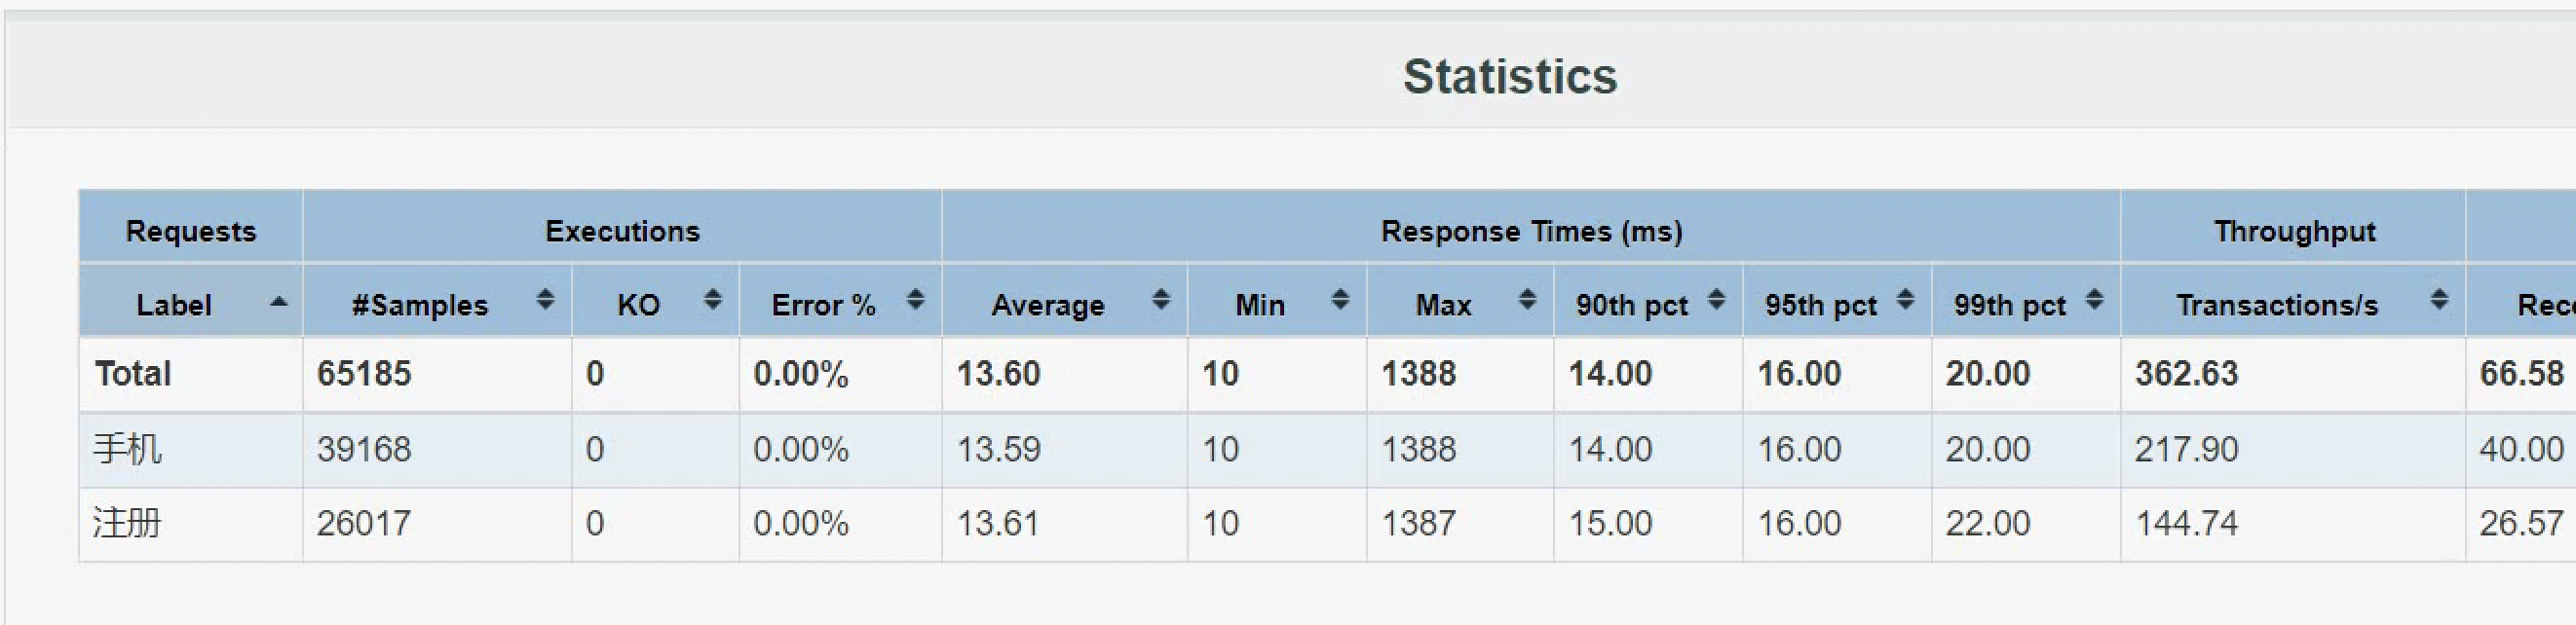 Statistics
Requests Executions Response Times (ms) Throughput
Label #Samples KO Error % Average Min Max 90th pct 95th pct 99th pct Transactions/s
Total 65185 0 0.00% 13.60 10 1388 14.00 16.00 20.00 362.63 66.58
手机 39168 0 0.00% 13.59 10 1388 14.00 16.00 20.00 217.90 40.00
注册 26017 0 0.00% 13.61 10 1387 15.00 16.00 22.00 144.74 26.57